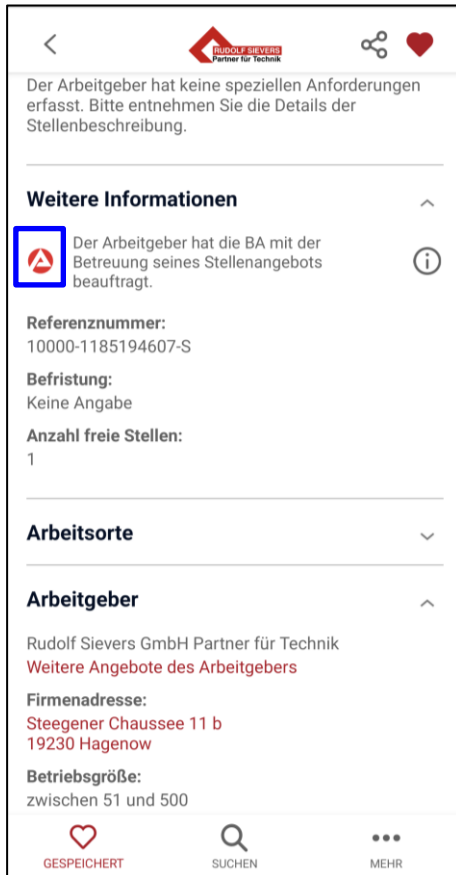 RUDOLF SIEVERS
Partner für Technik
Der Arbeitgeber hat keine speziellen Anforderungen
erfasst. Bitte entnehmen Sie die Details der
Stellenbeschreibung.
Weitere Informationen
Der Arbeitgeber hat die BA mit der
Betreuung seines Stellenangebots
beauftragt.
Referenznummer:
10000-1185194607-S
Befristung:
Keine Angabe
Anzahl freie Stellen:
1
Arbeitsorte
Arbeitgeber
Rudolf Sievers GmbH Partner für Technik
Weitere Angebote des Arbeitgebers
Firmenadresse:
Steegener Chaussee 11 b
19230 Hagenow
Betriebsgröße:
zwischen 51 und 500
GESPEICHERT
SUCHEN
MEHR